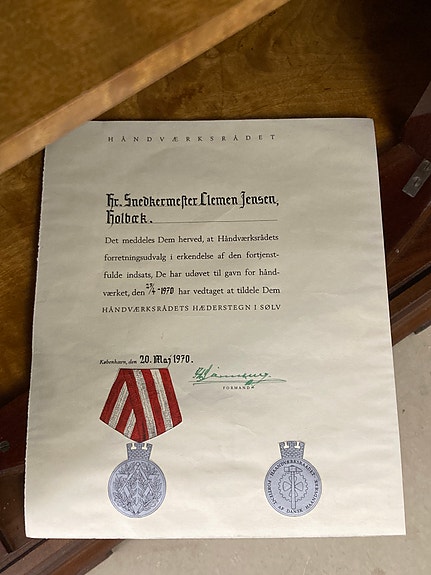 HÅNDVÆRKSRÅDET
Hr. Snedkermester Clemen Jensen,
Holbæk.
Det meddeles Dem herved, at Håndværksrådets
forretningsudvalg i erkendelse af den fortjenst-
fulde indsats, De har udøvet til gavn for hånd-
værket, den 29/4 - 1970 har vedtaget at tildele Dem
HÅNDVÆRKSRÅDETS HÆDERSTEGN I SØLV
København, den 20. Maj 1970.
FORMAND